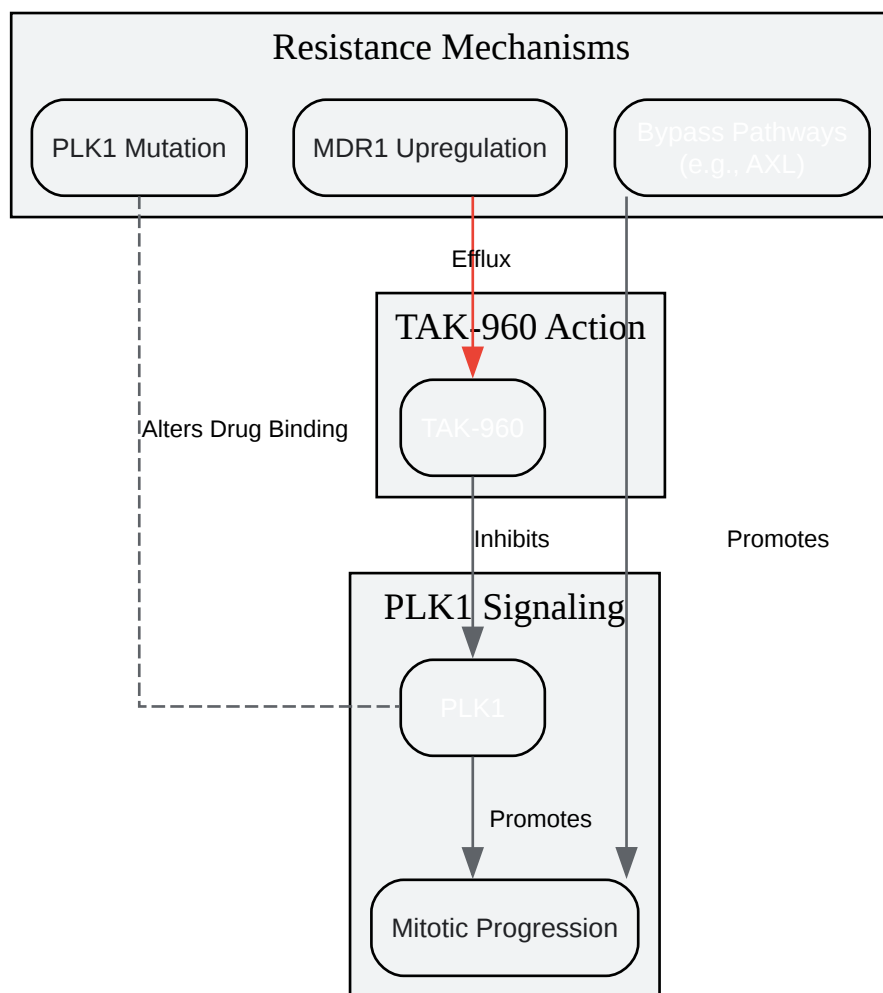 Resistance Mechanisms
PLK1 Mutation
MDR1 Upregulation
Bypass Pathways
(e.g., AXL)
Efflux
TAK-960 Action
TAK-960
Alters Drug Binding
Inhibits
Promotes
PLK1 Signaling
PLK1
Promotes
Mitotic Progression